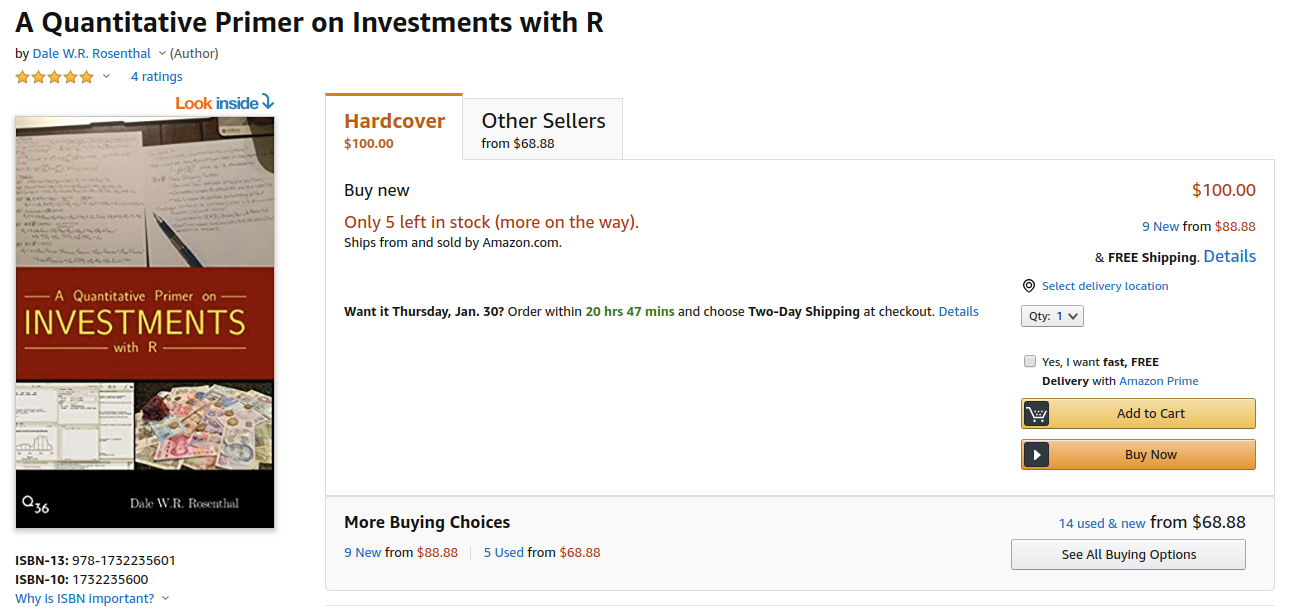 A Quantitative Primer on Investments with R
by Dale W.R. Rosenthal (Author)
4 ratings
Look inside
A Quantitative Primer on
INVESTMENTS
with R
Q36
Dale W.R. Rosenthal
ISBN-13: 978-1732235601
ISBN-10: 1732235600
Why is ISBN important?
Hardcover
$100.00
Other Sellers
from $68.88
Buy new
$100.00
Only 5 left in stock (more on the way).
Ships from and sold by Amazon.com.
9 New from $88.88
& FREE Shipping. Details
Select delivery location
Want it Thursday, Jan. 30? Order within 20 hrs 47 mins and choose Two-Day Shipping at checkout. Details
Qty: 1
Yes, I want fast, FREE
Delivery with Amazon Prime
Add to Cart
Buy Now
More Buying Choices
9 New from $88.88 | 5 Used from $68.88
14 used & new from $68.88
See All Buying Options